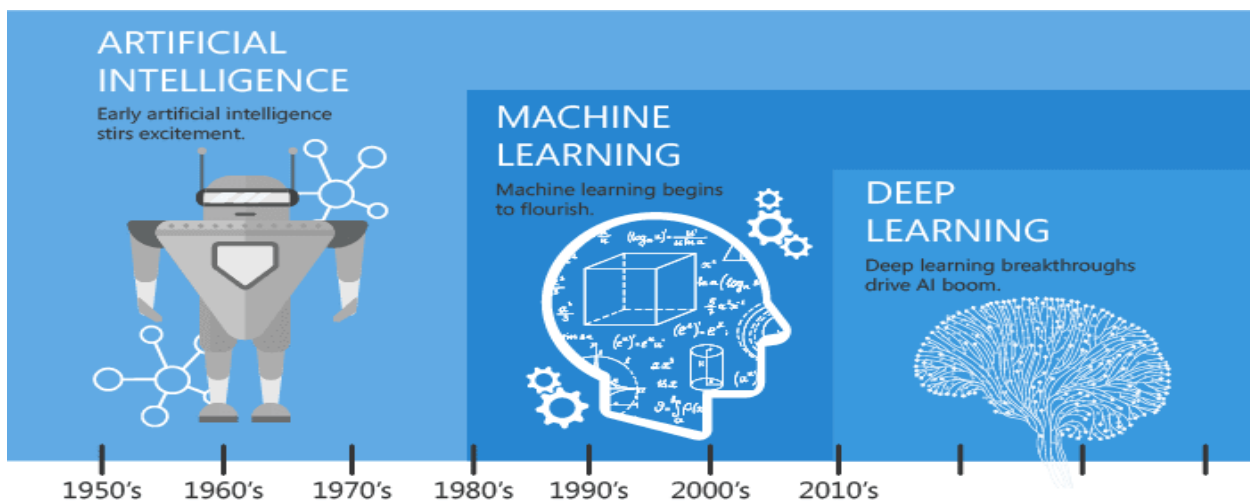 ARTIFICIAL
INTELLIGENCE
Early artificial intelligence
stirs excitement.
MACHINE
LEARNING
Machine learning begins
to flourish.
DEEP
LEARNING
Deep learning breakthroughs
drive AI boom.
1950's 1960's 1970's 1980's 1990's 2000's 2010's